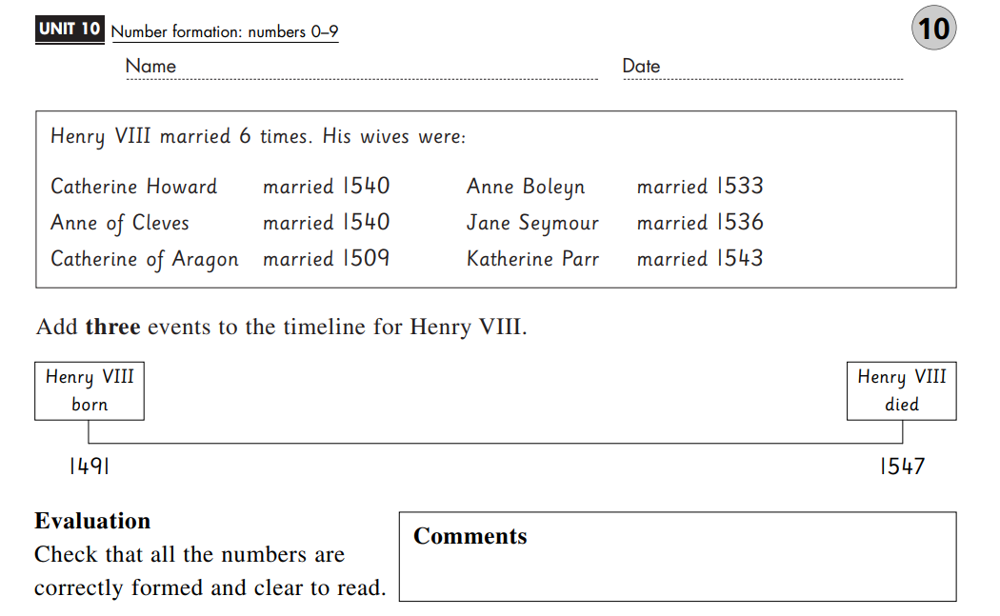 UNIT 10 Number formation: numbers 0–9 10
Name Date
Henry VIII married 6 times. His wives were:
Catherine Howard married 1540 Anne Boleyn married 1533
Anne of Cleves married 1540 Jane Seymour married 1536
Catherine of Aragon married 1509 Katherine Parr married 1543
Add three events to the timeline for Henry VIII.
Henry VIII
born
Henry VIII
died
1491 1547
Evaluation
Check that all the numbers are
correctly formed and clear to read.
Comments